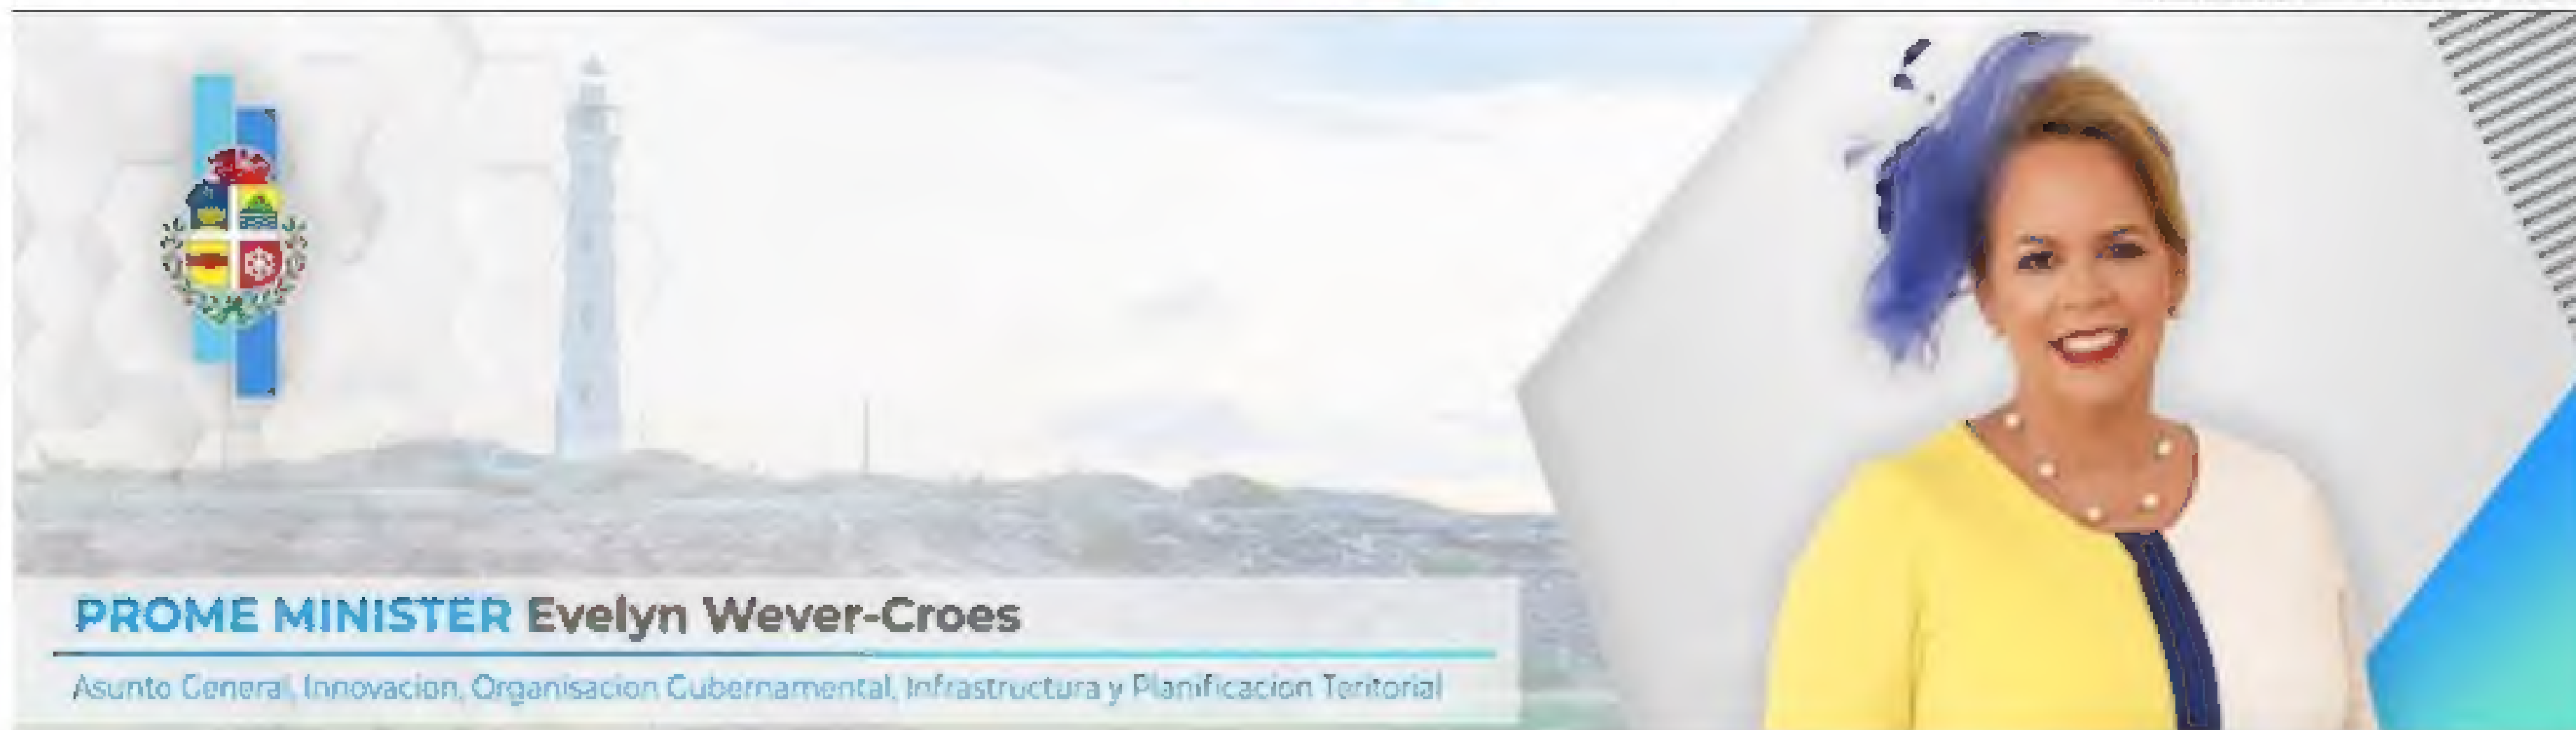 PROME MINISTER Evelyn Wever-Croes
Asunto General, Innovacion, Organisacion Gubernamental, Infrastructura y Planificacion Teritorial